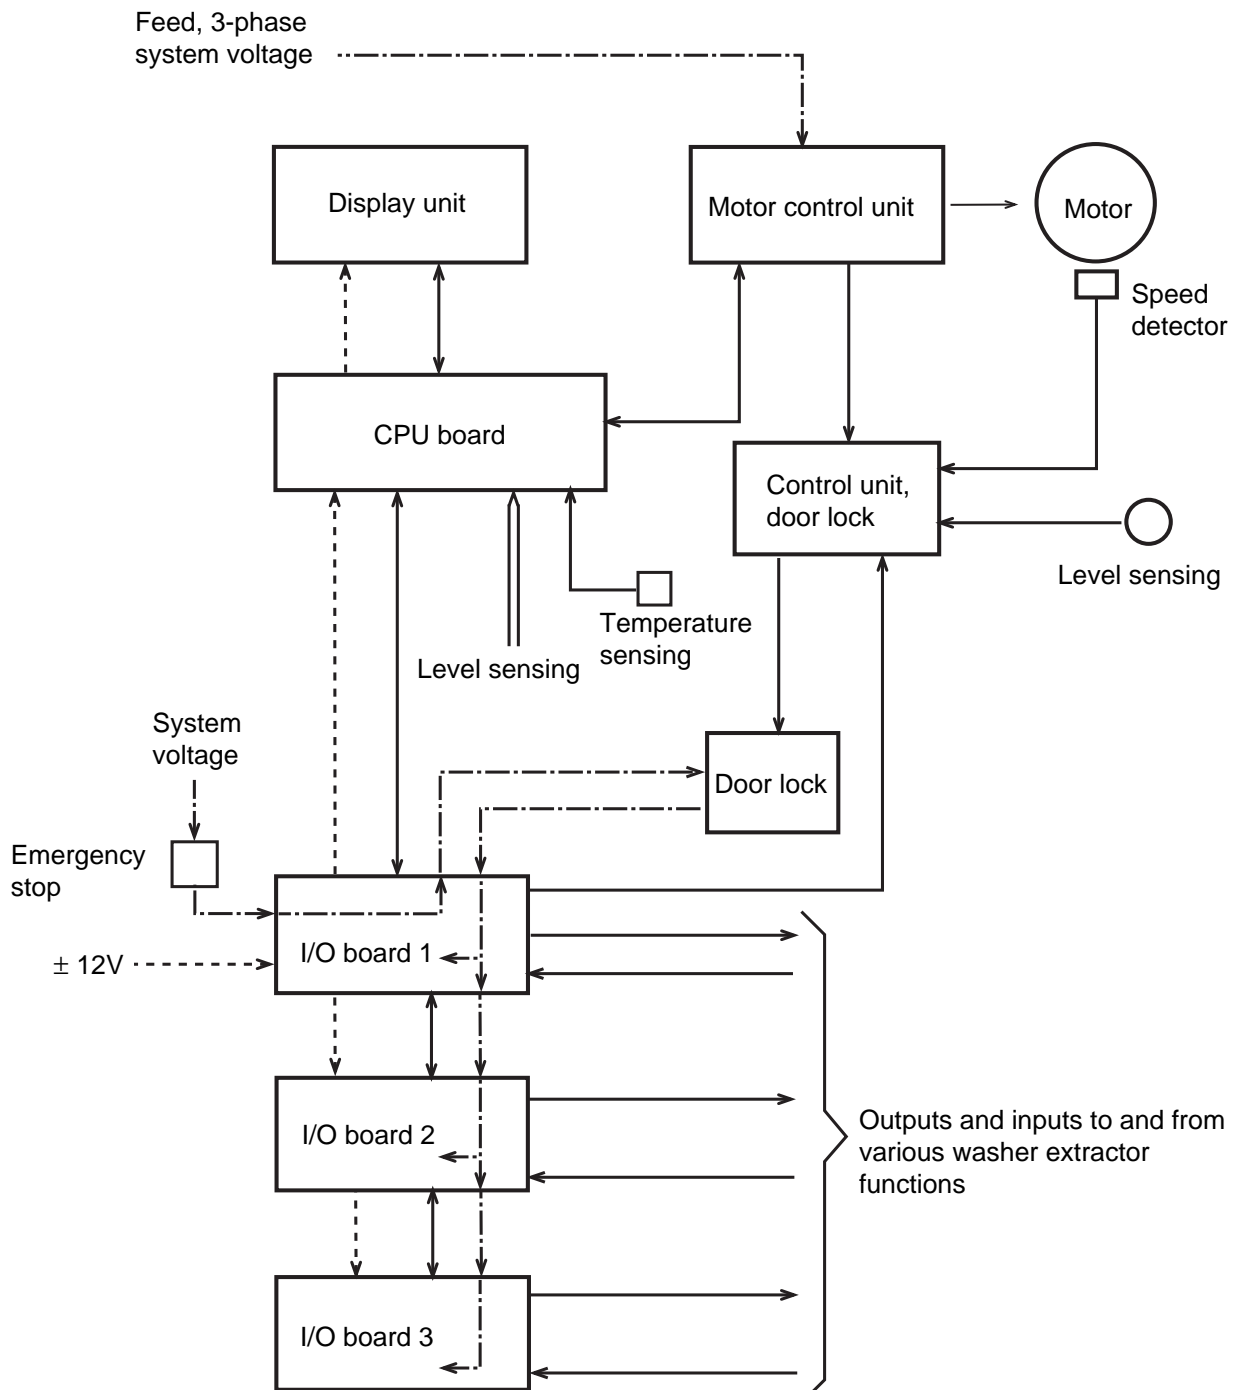 Feed, 3-phase
system voltage
Display unit
Motor control unit
Motor
Speed
detector
CPU board
Control unit,
door lock
Level sensing
Temperature
sensing
Level sensing
System
voltage
Door lock
Emergency
stop
I/O board 1
± 12V
Outputs and inputs to and from
various washer extractor
functions
I/O board 2
I/O board 3